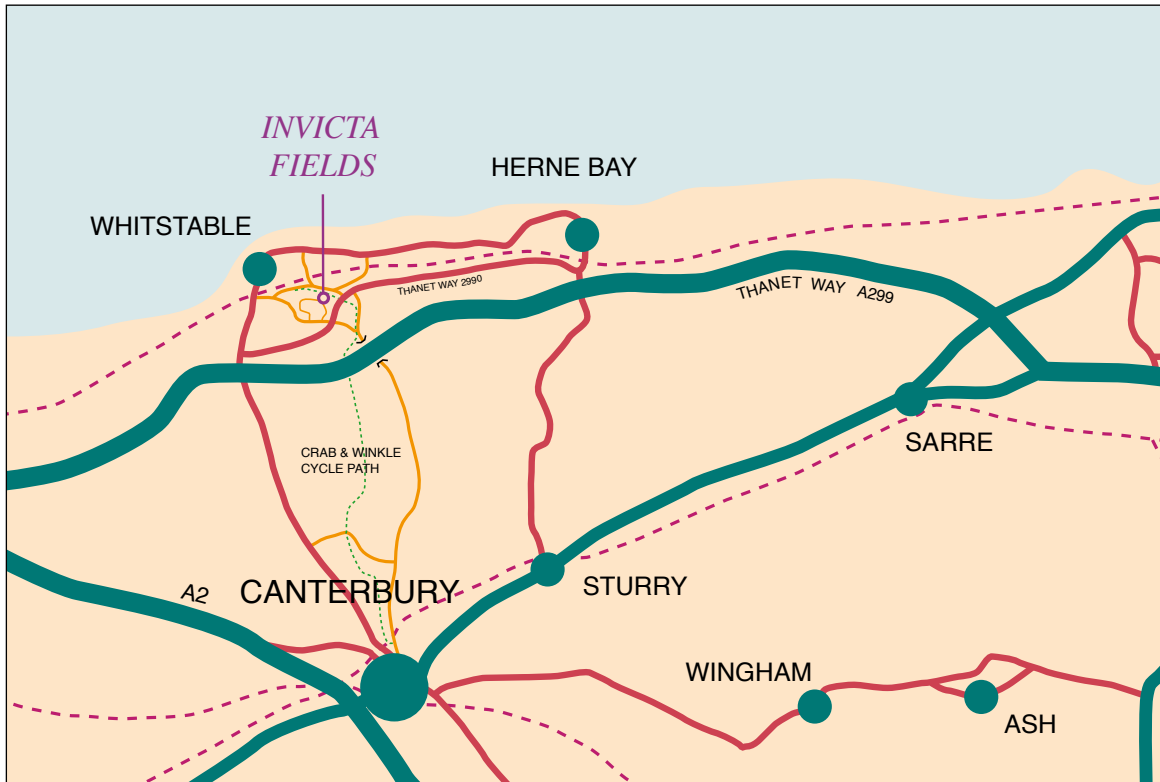 INVICTA
FIELDS
HERNE BAY
WHITSTABLE
THANET WAY 2990
THANET WAY A299
SARRE
CRAB & WINKLE
CYCLE PATH
A2
CANTERBURY
STURRY
WINGHAM
ASH